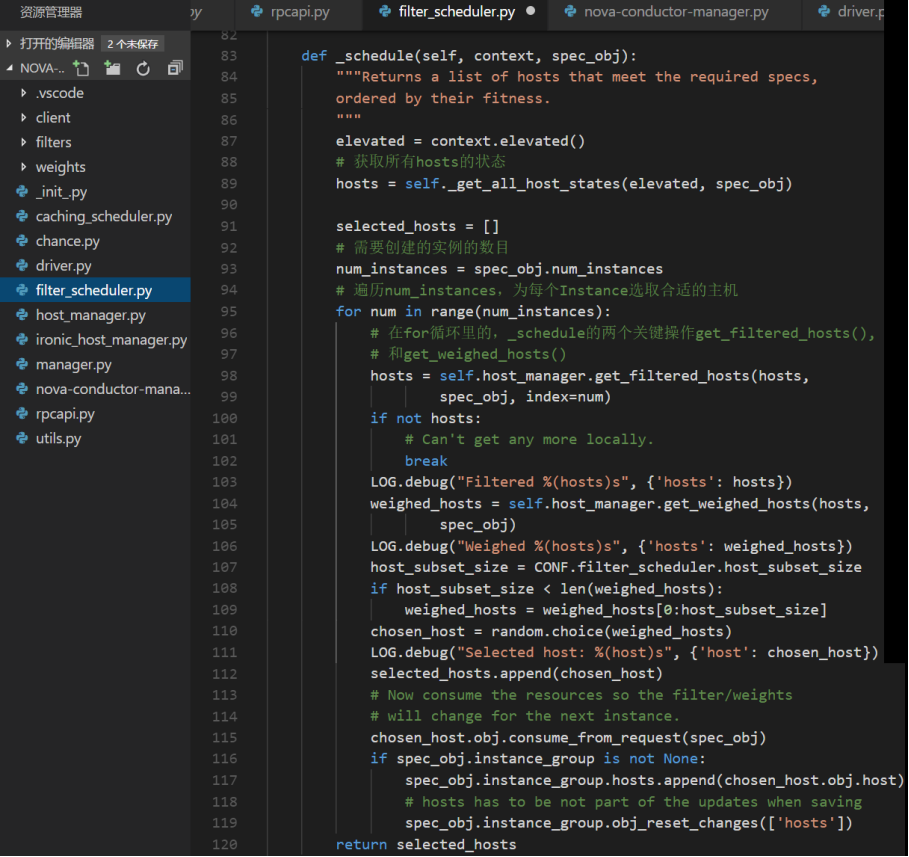 资源管理器
打开的编辑器 2 个未保存
NOVA-..
.vscode
client
filters
weights
_init_.py
caching_scheduler.py
chance.py
driver.py
filter_scheduler.py
host_manager.py
ironic_host_manager.py
manager.py
nova-conductor-mana...
rpcapi.py
utils.py
py rpcapi.py filter_scheduler.py nova-conductor-manager.py driver.p
82
83 def _schedule(self, context, spec_obj):
84 """Returns a list of hosts that meet the required specs,
85 ordered by their fitness.
86 """
87 elevated = context.elevated()
88 # 获取所有hosts的状态
89 hosts = self._get_all_host_states(elevated, spec_obj)
90
91 selected_hosts = []
92 # 需要创建的实例的数目
93 num_instances = spec_obj.num_instances
94 # 遍历num_instances，为每个Instance选取合适的主机
95 for num in range(num_instances):
96 # 在for循环里的，_schedule的两个关键操作get_filtered_hosts(),
97 # 和get_weighed_hosts()
98 hosts = self.host_manager.get_filtered_hosts(hosts,
99 spec_obj, index=num)
100 if not hosts:
101 # Can't get any more locally.
102 break
103 LOG.debug("Filtered %(hosts)s", {'hosts': hosts})
104 weighed_hosts = self.host_manager.get_weighed_hosts(hosts,
105 spec_obj)
106 LOG.debug("Weighed %(hosts)s", {'hosts': weighed_hosts})
107 host_subset_size = CONF.filter_scheduler.host_subset_size
108 if host_subset_size < len(weighed_hosts):
109 weighed_hosts = weighed_hosts[0:host_subset_size]
110 chosen_host = random.choice(weighed_hosts)
111 LOG.debug("Selected host: %(host)s", {'host': chosen_host})
112 selected_hosts.append(chosen_host)
113 # Now consume the resources so the filter/weights
114 # will change for the next instance.
115 chosen_host.obj.consume_from_request(spec_obj)
116 if spec_obj.instance_group is not None:
117 spec_obj.instance_group.hosts.append(chosen_host.obj.host)
118 # hosts has to be not part of the updates when saving
119 spec_obj.instance_group.obj_reset_changes(['hosts'])
120 return selected_hosts